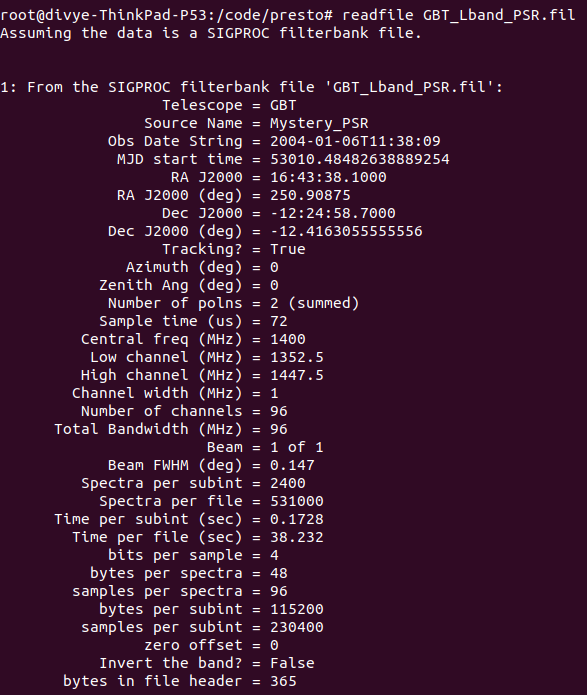 root@divye-ThinkPad-P53:/code/presto# readfile GBT_Lband_PSR.fil
Assuming the data is a SIGPROC filterbank file.
1: From the SIGPROC filterbank file 'GBT_Lband_PSR.fil':
Telescope = GBT
Source Name = Mystery_PSR
Obs Date String = 2004-01-06T11:38:09
MJD start time = 53010.48482638889254
RA J2000 = 16:43:38.1000
RA J2000 (deg) = 250.90875
Dec J2000 = -12:24:58.7000
Dec J2000 (deg) = -12.4163055555556
Tracking? = True
Azimuth (deg) = 0
Zenith Ang (deg) = 0
Number of polns = 2 (summed)
Sample time (us) = 72
Central freq (MHz) = 1400
Low channel (MHz) = 1352.5
High channel (MHz) = 1447.5
Channel width (MHz) = 1
Number of channels = 96
Total Bandwidth (MHz) = 96
Beam = 1 of 1
Beam FWHM (deg) = 0.147
Spectra per subint = 2400
Spectra per file = 531000
Time per subint (sec) = 0.1728
Time per file (sec) = 38.232
bits per sample = 4
bytes per spectra = 48
samples per spectra = 96
bytes per subint = 115200
samples per subint = 230400
zero offset = 0
Invert the band? = False
bytes in file header = 365